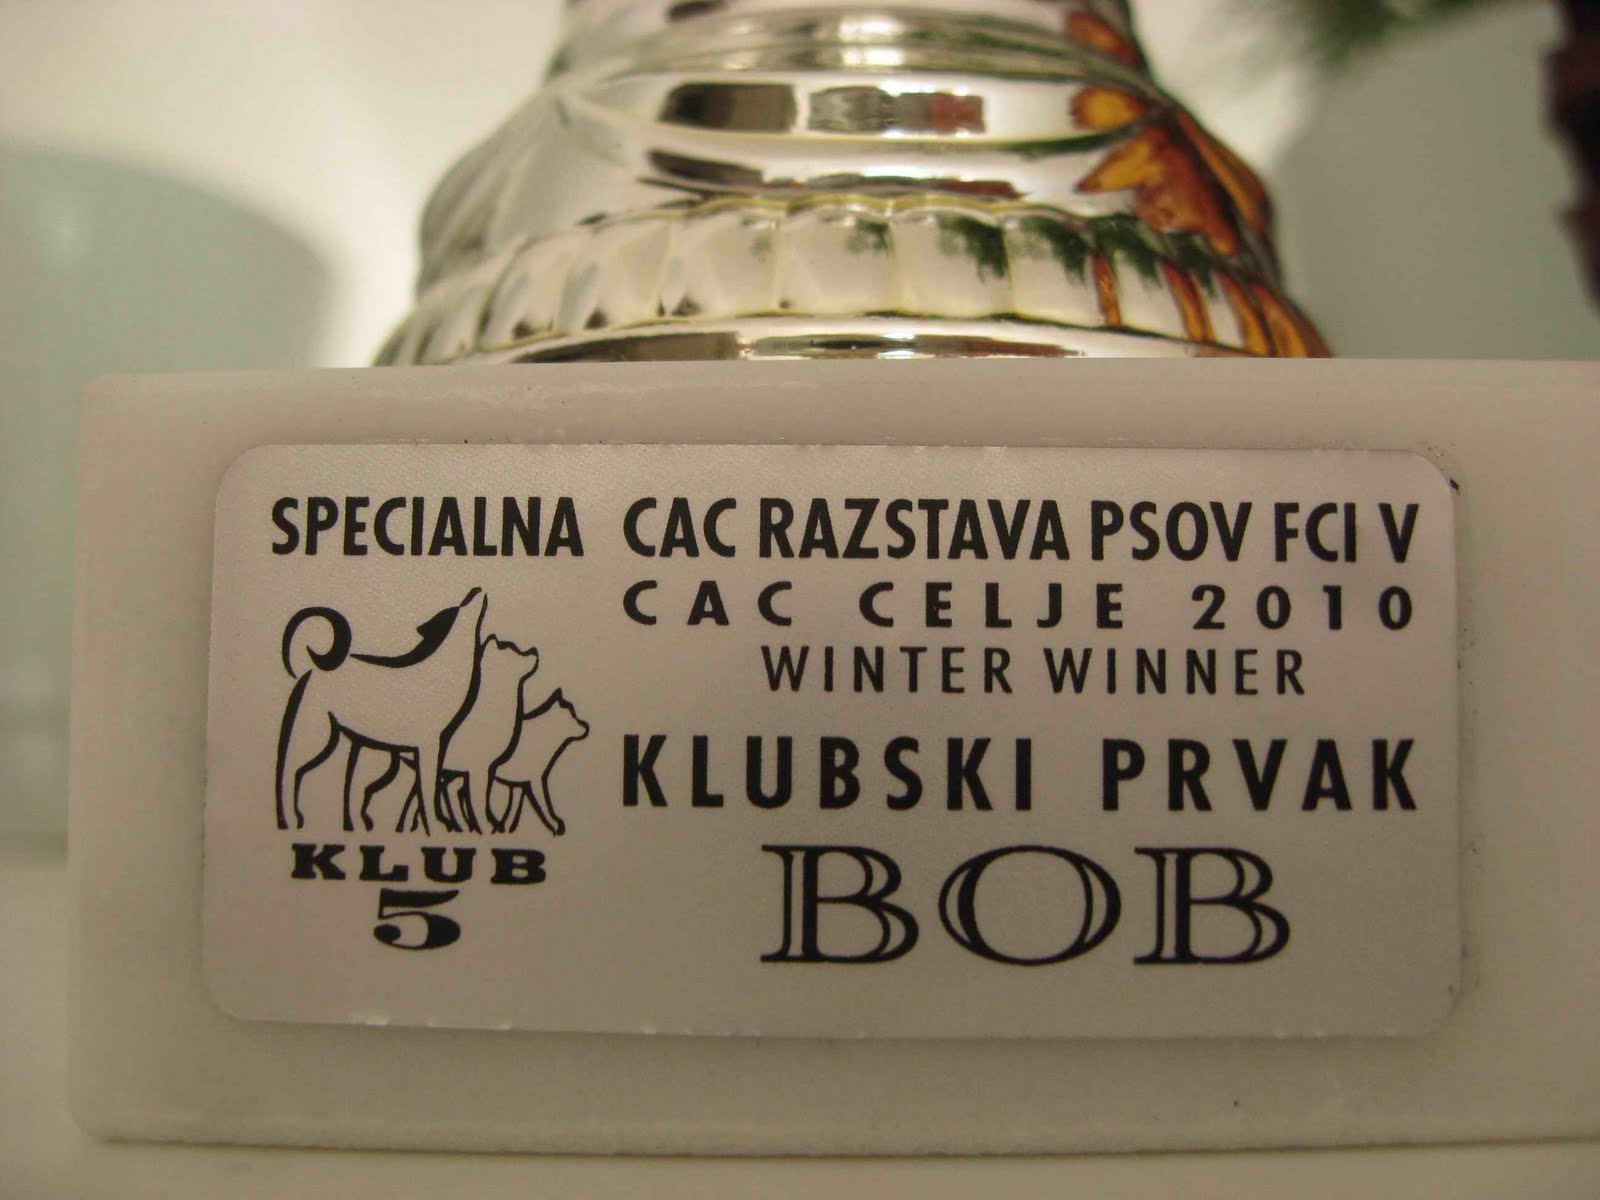 SPECIALNA CAC RAZSTAVA PSOV FCI V
CAC CELJE 2010
WINTER WINNER
KLUBSKI PRVAK
BOB
KLUB
5